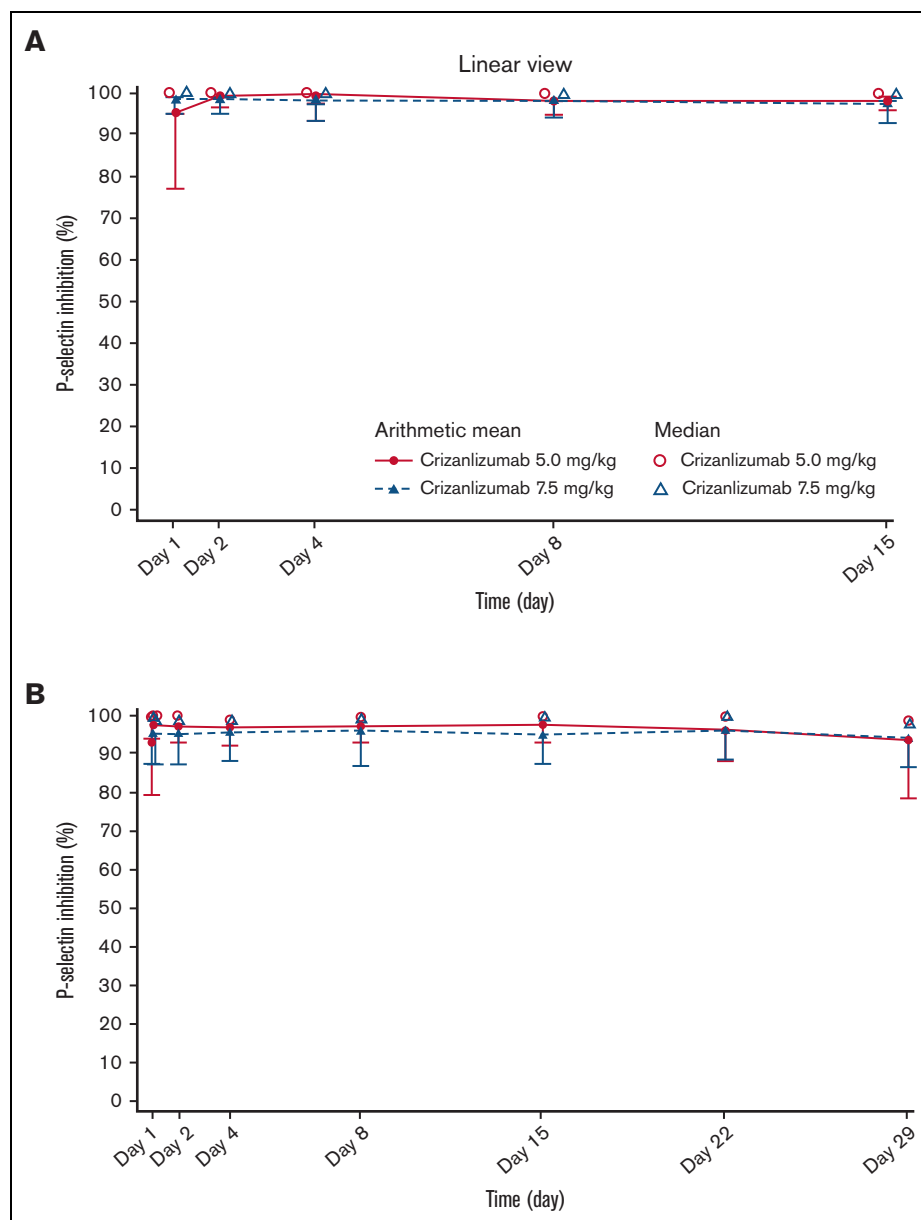 A
Linear view
100
90
80
70
60
50
40
30
20
10
0
P-selectin inhibition (%)
Arithmetic mean
Crizanlizumab 5.0 mg/kg
Crizanlizumab 7.5 mg/kg
Median
Crizanlizumab 5.0 mg/kg
Crizanlizumab 7.5 mg/kg
Day 1
Day 2
Day 4
Day 8
Day 15
Time (day)
B
100
90
80
70
60
50
40
30
20
10
0
P-selectin inhibition (%)
Day 1
Day 2
Day 4
Day 8
Day 15
Day 22
Day 29
Time (day)